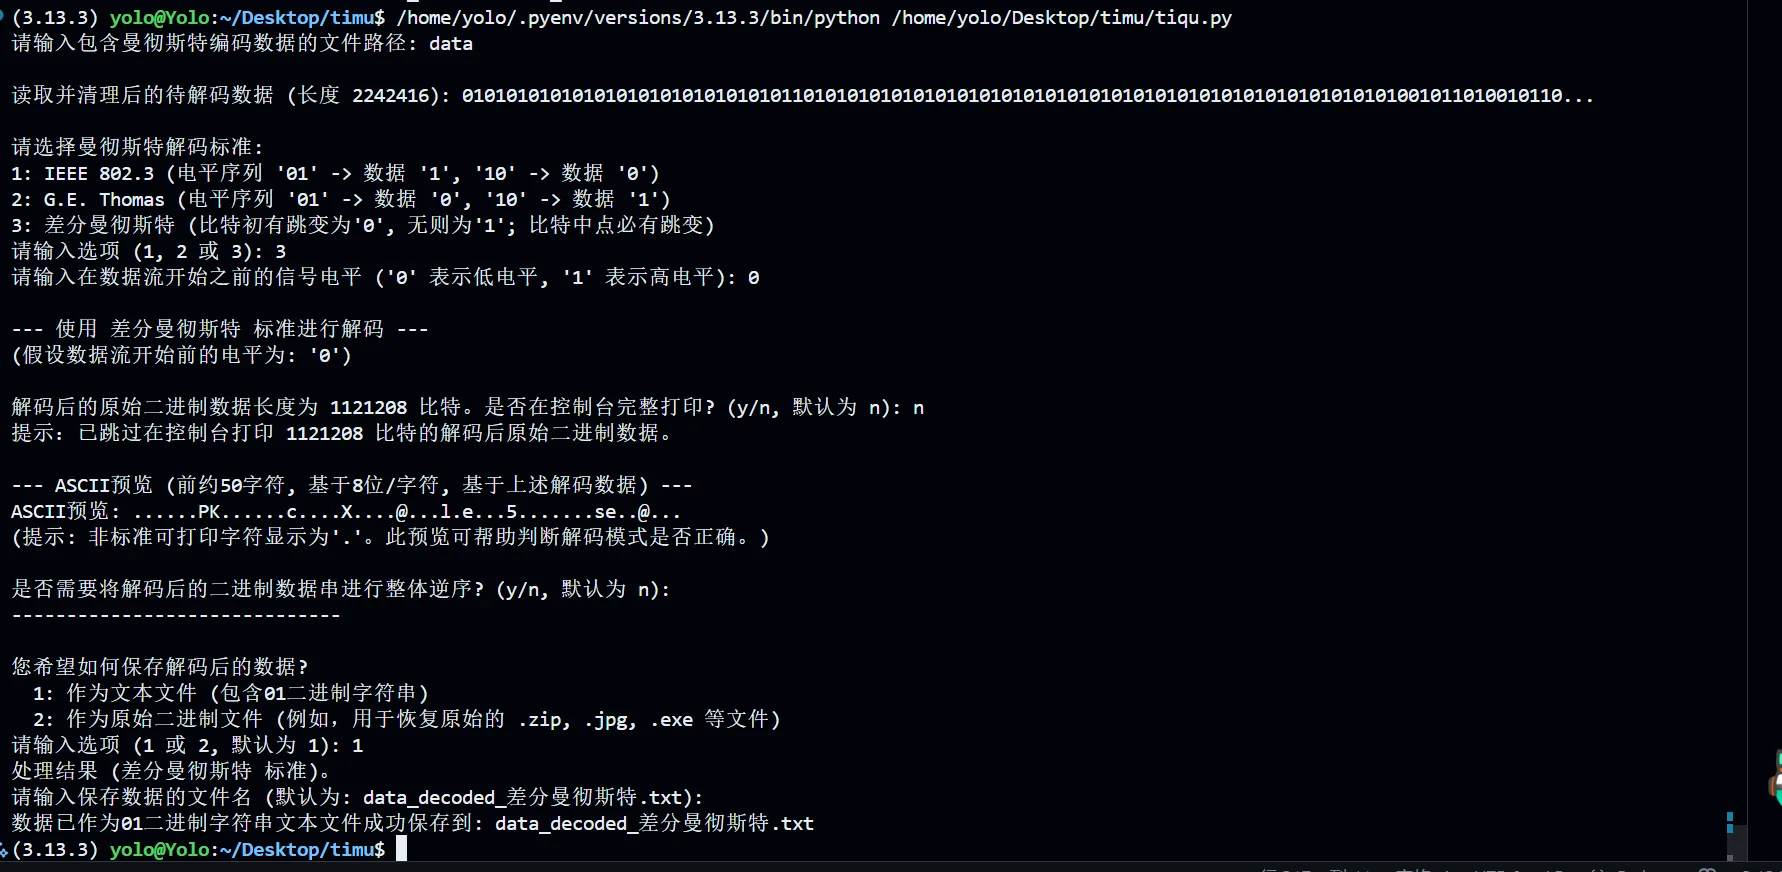 (3.13.3) yolo@Yolo:~/Desktop/timu$ /home/yolo/.pyenv/versions/3.13.3/bin/python /home/yolo/Desktop/timu/tiqu.py
请输入包含曼彻斯特编码数据的文件路径: data
读取并清理后的待解码数据 (长度 2242416): 0101010101010101010101010101011010101010101010101010101010101010101010101010101010101001011010010110...
请选择曼彻斯特解码标准:
1: IEEE 802.3 (电平序列 '01' -> 数据 '1', '10' -> 数据 '0')
2: G.E. Thomas (电平序列 '01' -> 数据 '0', '10' -> 数据 '1')
3: 差分曼彻斯特 (比特初有跳变为'0', 无则为'1'; 比特中点必有跳变)
请输入选项 (1, 2 或 3): 3
请输入在数据流开始之前的信号电平 ('0' 表示低电平, '1' 表示高电平): 0
--- 使用 差分曼彻斯特 标准进行解码 ---
(假设数据流开始前的电平为: '0')
解码后的原始二进制数据长度为 1121208 比特。是否在控制台完整打印? (y/n, 默认为 n): n
提示: 已跳过在控制台打印 1121208 比特的解码后原始二进制数据。
--- ASCII预览 (前约50字符, 基于8位/字符, 基于上述解码数据) ---
ASCII预览: ......PK......c....X....@...l.e...5.......se..@...
(提示: 非标准可打印字符显示为'.'。此预览可帮助判断解码模式是否正确。)
是否需要将解码后的二进制数据串进行整体逆序? (y/n, 默认为 n):
------------------------------
您希望如何保存解码后的数据?
1: 作为文本文件 (包含01二进制字符串)
2: 作为原始二进制文件 (例如，用于恢复原始的 .zip, .jpg, .exe 等文件)
请输入选项 (1 或 2, 默认为 1): 1
处理结果 (差分曼彻斯特 标准)。
请输入保存数据的文件名 (默认为: data_decoded_差分曼彻斯特.txt):
数据已作为01二进制字符串文本文件成功保存到: data_decoded_差分曼彻斯特.txt
(3.13.3) yolo@Yolo:~/Desktop/timu$